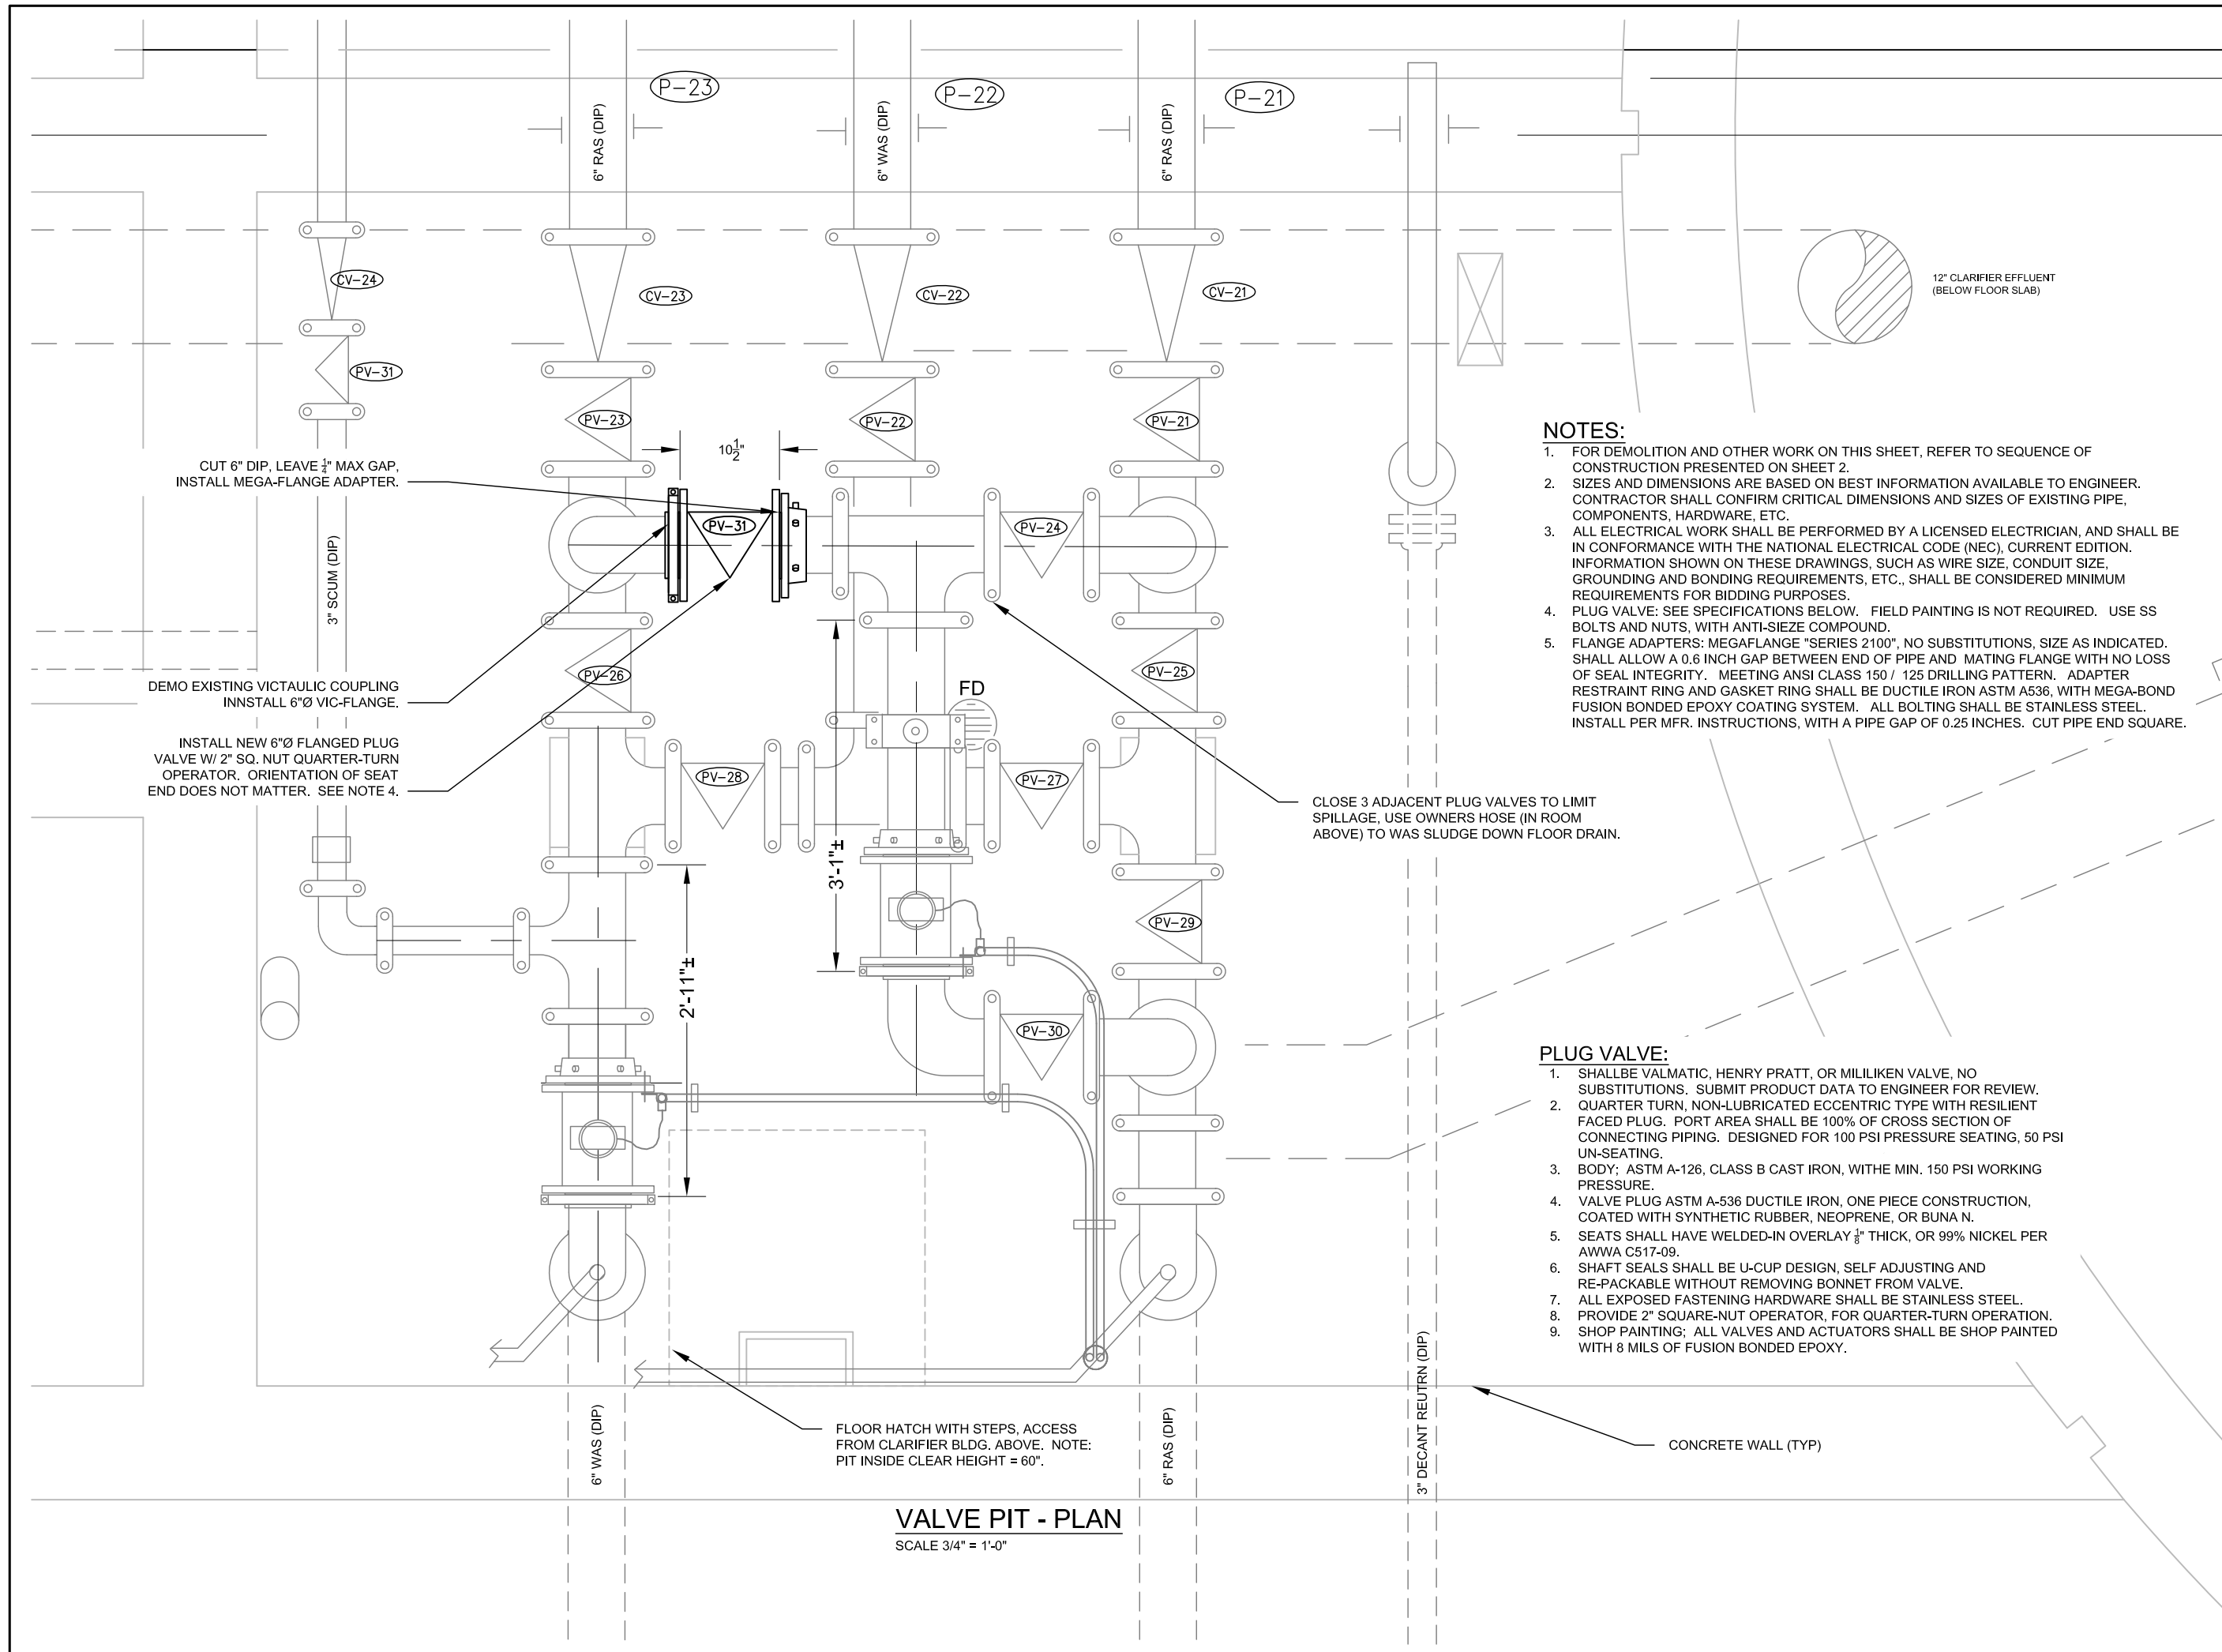 P-23
P-22
P-21
6" RAS (DIP)
6" WAS (DIP)
6" RAS (DIP)
CV-24
CV-23
CV-22
CV-21
12" CLARIFIER EFFLUENT
(BELOW FLOOR SLAB)
PV-31
PV-23
PV-22
PV-21
10 1/2"
CUT 6" DIP, LEAVE 1/4" MAX GAP,
INSTALL MEGA-FLANGE ADAPTER.
PV-31
PV-24
3" SCUM (DIP)
PV-26
PV-25
DEMO EXISTING VICTAULIC COUPLING
INNSTALL 6"Ø VIC-FLANGE.
FD
INSTALL NEW 6"Ø FLANGED PLUG
VALVE W/ 2" SQ. NUT QUARTER-TURN
OPERATOR. ORIENTATION OF SEAT
END DOES NOT MATTER. SEE NOTE 4.
PV-28
PV-27
CLOSE 3 ADJACENT PLUG VALVES TO LIMIT
SPILLAGE, USE OWNERS HOSE (IN ROOM
ABOVE) TO WAS SLUDGE DOWN FLOOR DRAIN.
3'-1"±
PV-29
2'-11"±
PV-30
NOTES:
1. FOR DEMOLITION AND OTHER WORK ON THIS SHEET, REFER TO SEQUENCE OF
CONSTRUCTION PRESENTED ON SHEET 2.
2. SIZES AND DIMENSIONS ARE BASED ON BEST INFORMATION AVAILABLE TO ENGINEER.
CONTRACTOR SHALL CONFIRM CRITICAL DIMENSIONS AND SIZES OF EXISTING PIPE,
COMPONENTS, HARDWARE, ETC.
3. ALL ELECTRICAL WORK SHALL BE PERFORMED BY A LICENSED ELECTRICIAN, AND SHALL BE
IN CONFORMANCE WITH THE NATIONAL ELECTRICAL CODE (NEC), CURRENT EDITION.
INFORMATION SHOWN ON THESE DRAWINGS, SUCH AS WIRE SIZE, CONDUIT SIZE,
GROUNDING AND BONDING REQUIREMENTS, ETC., SHALL BE CONSIDERED MINIMUM
REQUIREMENTS FOR BIDDING PURPOSES.
4. PLUG VALVE: SEE SPECIFICATIONS BELOW. FIELD PAINTING IS NOT REQUIRED. USE SS
BOLTS AND NUTS, WITH ANTI-SIEZE COMPOUND.
5. FLANGE ADAPTERS: MEGAFLANGE "SERIES 2100", NO SUBSTITUTIONS, SIZE AS INDICATED.
SHALL ALLOW A 0.6 INCH GAP BETWEEN END OF PIPE AND MATING FLANGE WITH NO LOSS
OF SEAL INTEGRITY. MEETING ANSI CLASS 150 / 125 DRILLING PATTERN. ADAPTER
RESTRAINT RING AND GASKET RING SHALL BE DUCTILE IRON ASTM A536, WITH MEGA-BOND
FUSION BONDED EPOXY COATING SYSTEM. ALL BOLTING SHALL BE STAINLESS STEEL.
INSTALL PER MFR. INSTRUCTIONS, WITH A PIPE GAP OF 0.25 INCHES. CUT PIPE END SQUARE.
PLUG VALVE:
1. SHALLBE VALMATIC, HENRY PRATT, OR MILILIKEN VALVE, NO
SUBSTITUTIONS. SUBMIT PRODUCT DATA TO ENGINEER FOR REVIEW.
2. QUARTER TURN, NON-LUBRICATED ECCENTRIC TYPE WITH RESILIENT
FACED PLUG. PORT AREA SHALL BE 100% OF CROSS SECTION OF
CONNECTING PIPING. DESIGNED FOR 100 PSI PRESSURE SEATING, 50 PSI
UN-SEATING.
3. BODY; ASTM A-126, CLASS B CAST IRON, WITHE MIN. 150 PSI WORKING
PRESSURE.
4. VALVE PLUG ASTM A-536 DUCTILE IRON, ONE PIECE CONSTRUCTION,
COATED WITH SYNTHETIC RUBBER, NEOPRENE, OR BUNA N.
5. SEATS SHALL HAVE WELDED-IN OVERLAY 1/8" THICK, OR 99% NICKEL PER
AWWA C517-09.
6. SHAFT SEALS SHALL BE U-CUP DESIGN, SELF ADJUSTING AND
RE-PACKABLE WITHOUT REMOVING BONNET FROM VALVE.
7. ALL EXPOSED FASTENING HARDWARE SHALL BE STAINLESS STEEL.
8. PROVIDE 2" SQUARE-NUT OPERATOR, FOR QUARTER-TURN OPERATION.
9. SHOP PAINTING; ALL VALVES AND ACTUATORS SHALL BE SHOP PAINTED
WITH 8 MILS OF FUSION BONDED EPOXY.
6" WAS (DIP)
FLOOR HATCH WITH STEPS, ACCESS
FROM CLARIFIER BLDG. ABOVE. NOTE:
PIT INSIDE CLEAR HEIGHT = 60".
6" RAS (DIP)
3" DECANT REUTRN (DIP)
CONCRETE WALL (TYP)
VALVE PIT - PLAN
SCALE 3/4" = 1'-0"